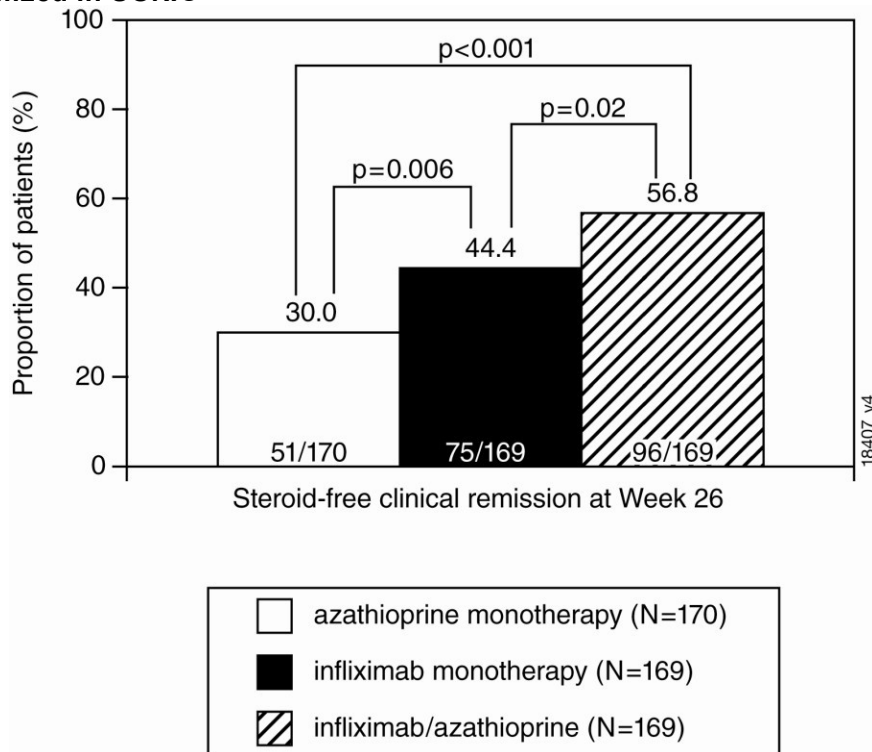 100
p<0.001
Proportion of patients (%)
80
p=0.02
p=0.006
60
56.8
44.4
40
30.0
20
51/170 75/169 96/169
0
18407_v4
Steroid-free clinical remission at Week 26
azathioprine monotherapy (N=170)
infliximab monotherapy (N=169)
infliximab/azathioprine (N=169)